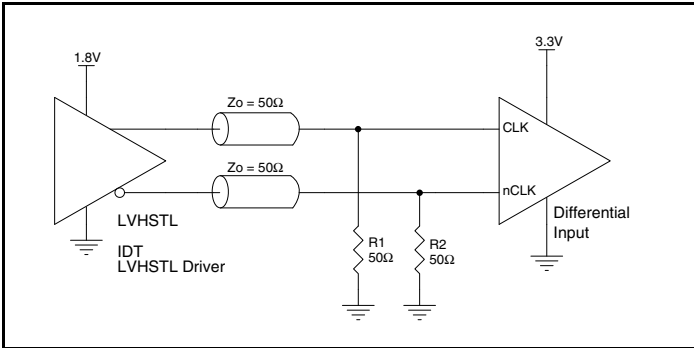 1.8V
3.3V
Zo = 50Ω
CLK
Zo = 50Ω
nCLK
LVHSTL
IDT
LVHSTL Driver
R1
50Ω
R2
50Ω
Differential
Input